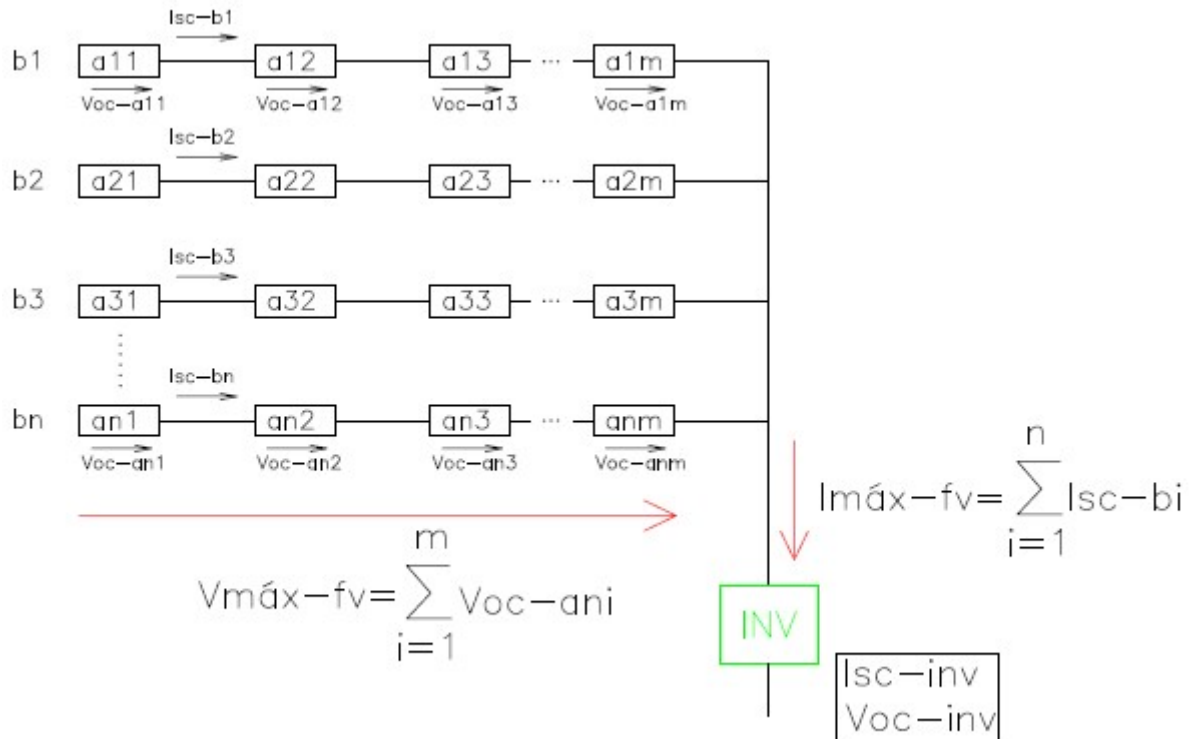 Isc-b1
b1 a11 a12 a13 ... a1m
Voc-a11 Voc-a12 Voc-a13 Voc-a1m
Isc-b2
b2 a21 a22 a23 ... a2m
Isc-b3
b3 a31 a32 a33 ... a3m
Isc-bn
bn an1 an2 an3 ... anm
Voc-an1 Voc-an2 Voc-an3 Voc-anm
n
Imáx-fv=∑Isc-bi
i=1
m
Vmáx-fv=∑Voc-ani
i=1
INV
Isc-inv
Voc-inv